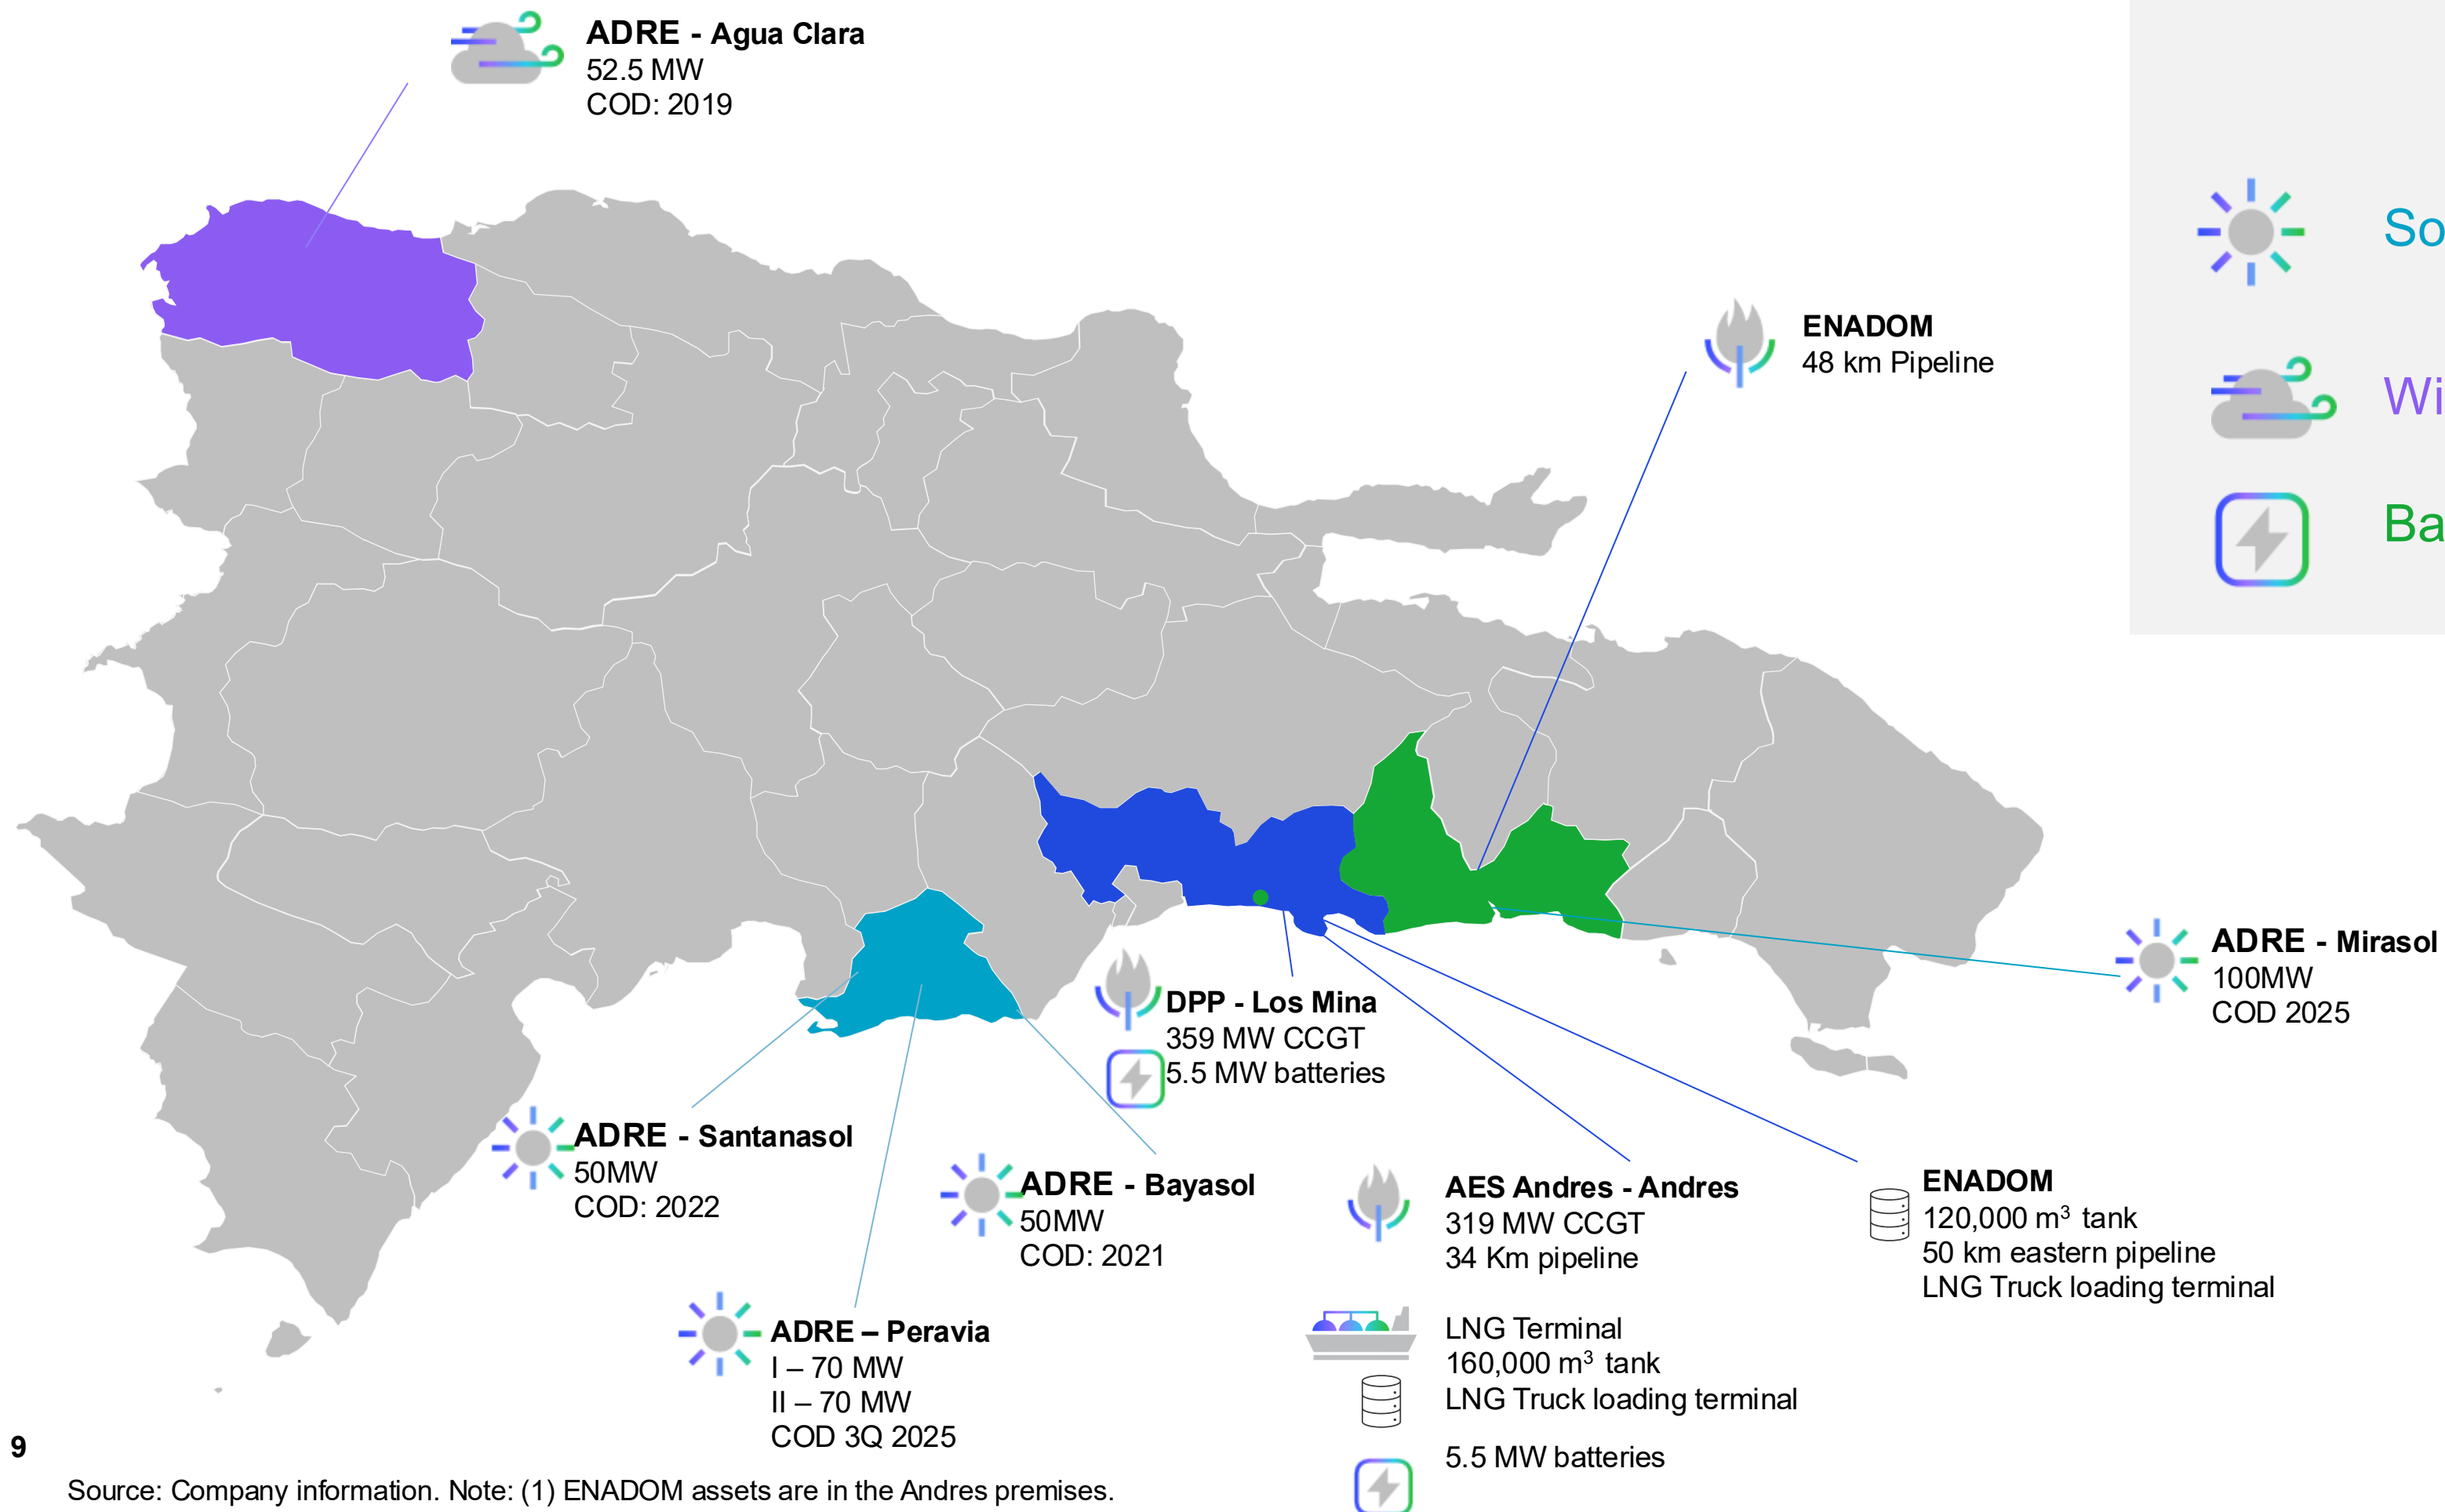 ADRE - Agua Clara
52.5 MW
COD: 2019
So
Wi
Ba
ENADOM
48 km Pipeline
ADRE - Mirasol
100MW
COD 2025
DPP - Los Mina
359 MW CCGT
5.5 MW batteries
ADRE - Santanasol
50MW
COD: 2022
ADRE - Bayasol
50MW
COD: 2021
ADRE – Peravia
I – 70 MW
II – 70 MW
COD 3Q 2025
AES Andres - Andres
319 MW CCGT
34 Km pipeline
LNG Terminal
160,000 m³ tank
LNG Truck loading terminal
5.5 MW batteries
ENADOM
120,000 m³ tank
50 km eastern pipeline
LNG Truck loading terminal
9
Source: Company information. Note: (1) ENADOM assets are in the Andres premises.